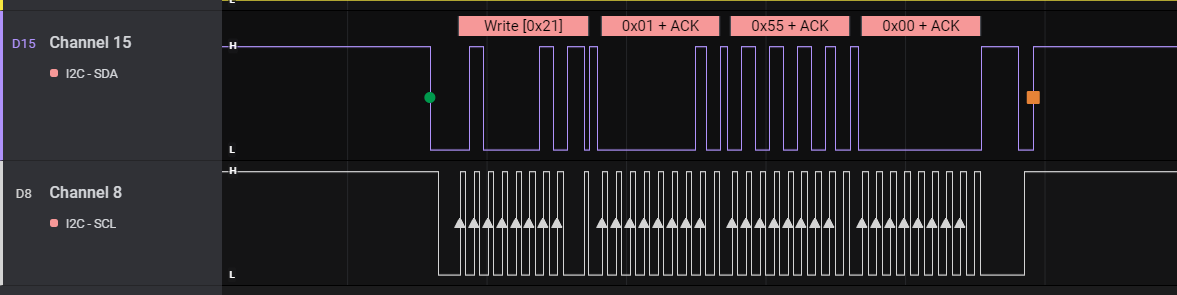 L
Write [0x21] 0x01 + ACK 0x55 + ACK 0x00 + ACK
D15 Channel 15
H
I2C - SDA
L
H
D8 Channel 8
I2C - SCL
L